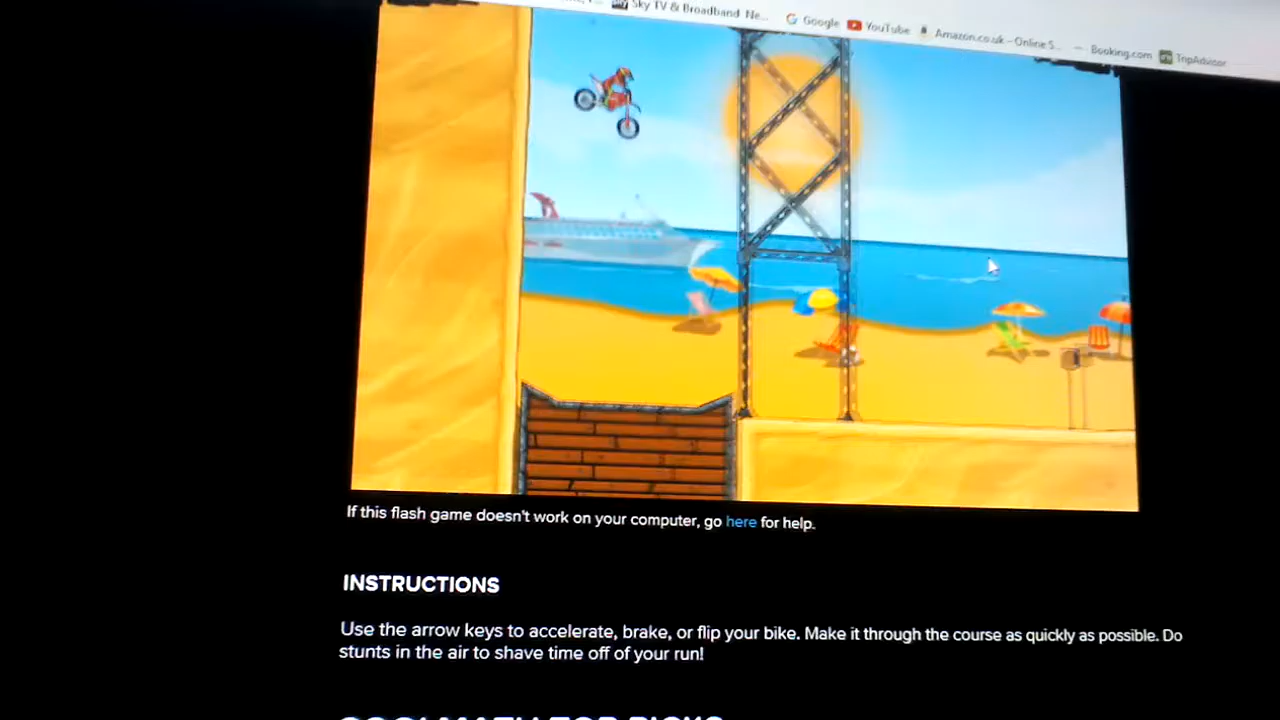 Sky TV & Broadband Ne... Google YouTube Amazon.co.uk – Online S... Booking.com TripAdvisor
If this flash game doesn't work on your computer, go here for help.
INSTRUCTIONS
Use the arrow keys to accelerate, brake, or flip your bike. Make it through the course as quickly as possible. Do
stunts in the air to shave time off of your run!